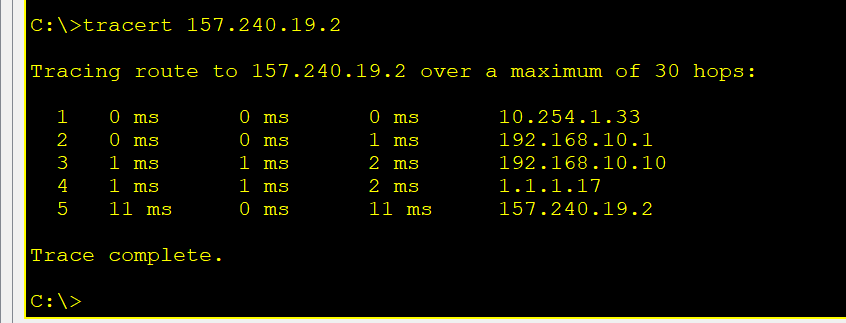 C:\>tracert 157.240.19.2
Tracing route to 157.240.19.2 over a maximum of 30 hops:
1 0 ms 0 ms 0 ms 10.254.1.33
2 0 ms 0 ms 1 ms 192.168.10.1
3 1 ms 1 ms 2 ms 192.168.10.10
4 1 ms 1 ms 2 ms 1.1.1.17
5 11 ms 0 ms 11 ms 157.240.19.2
Trace complete.
C:\>